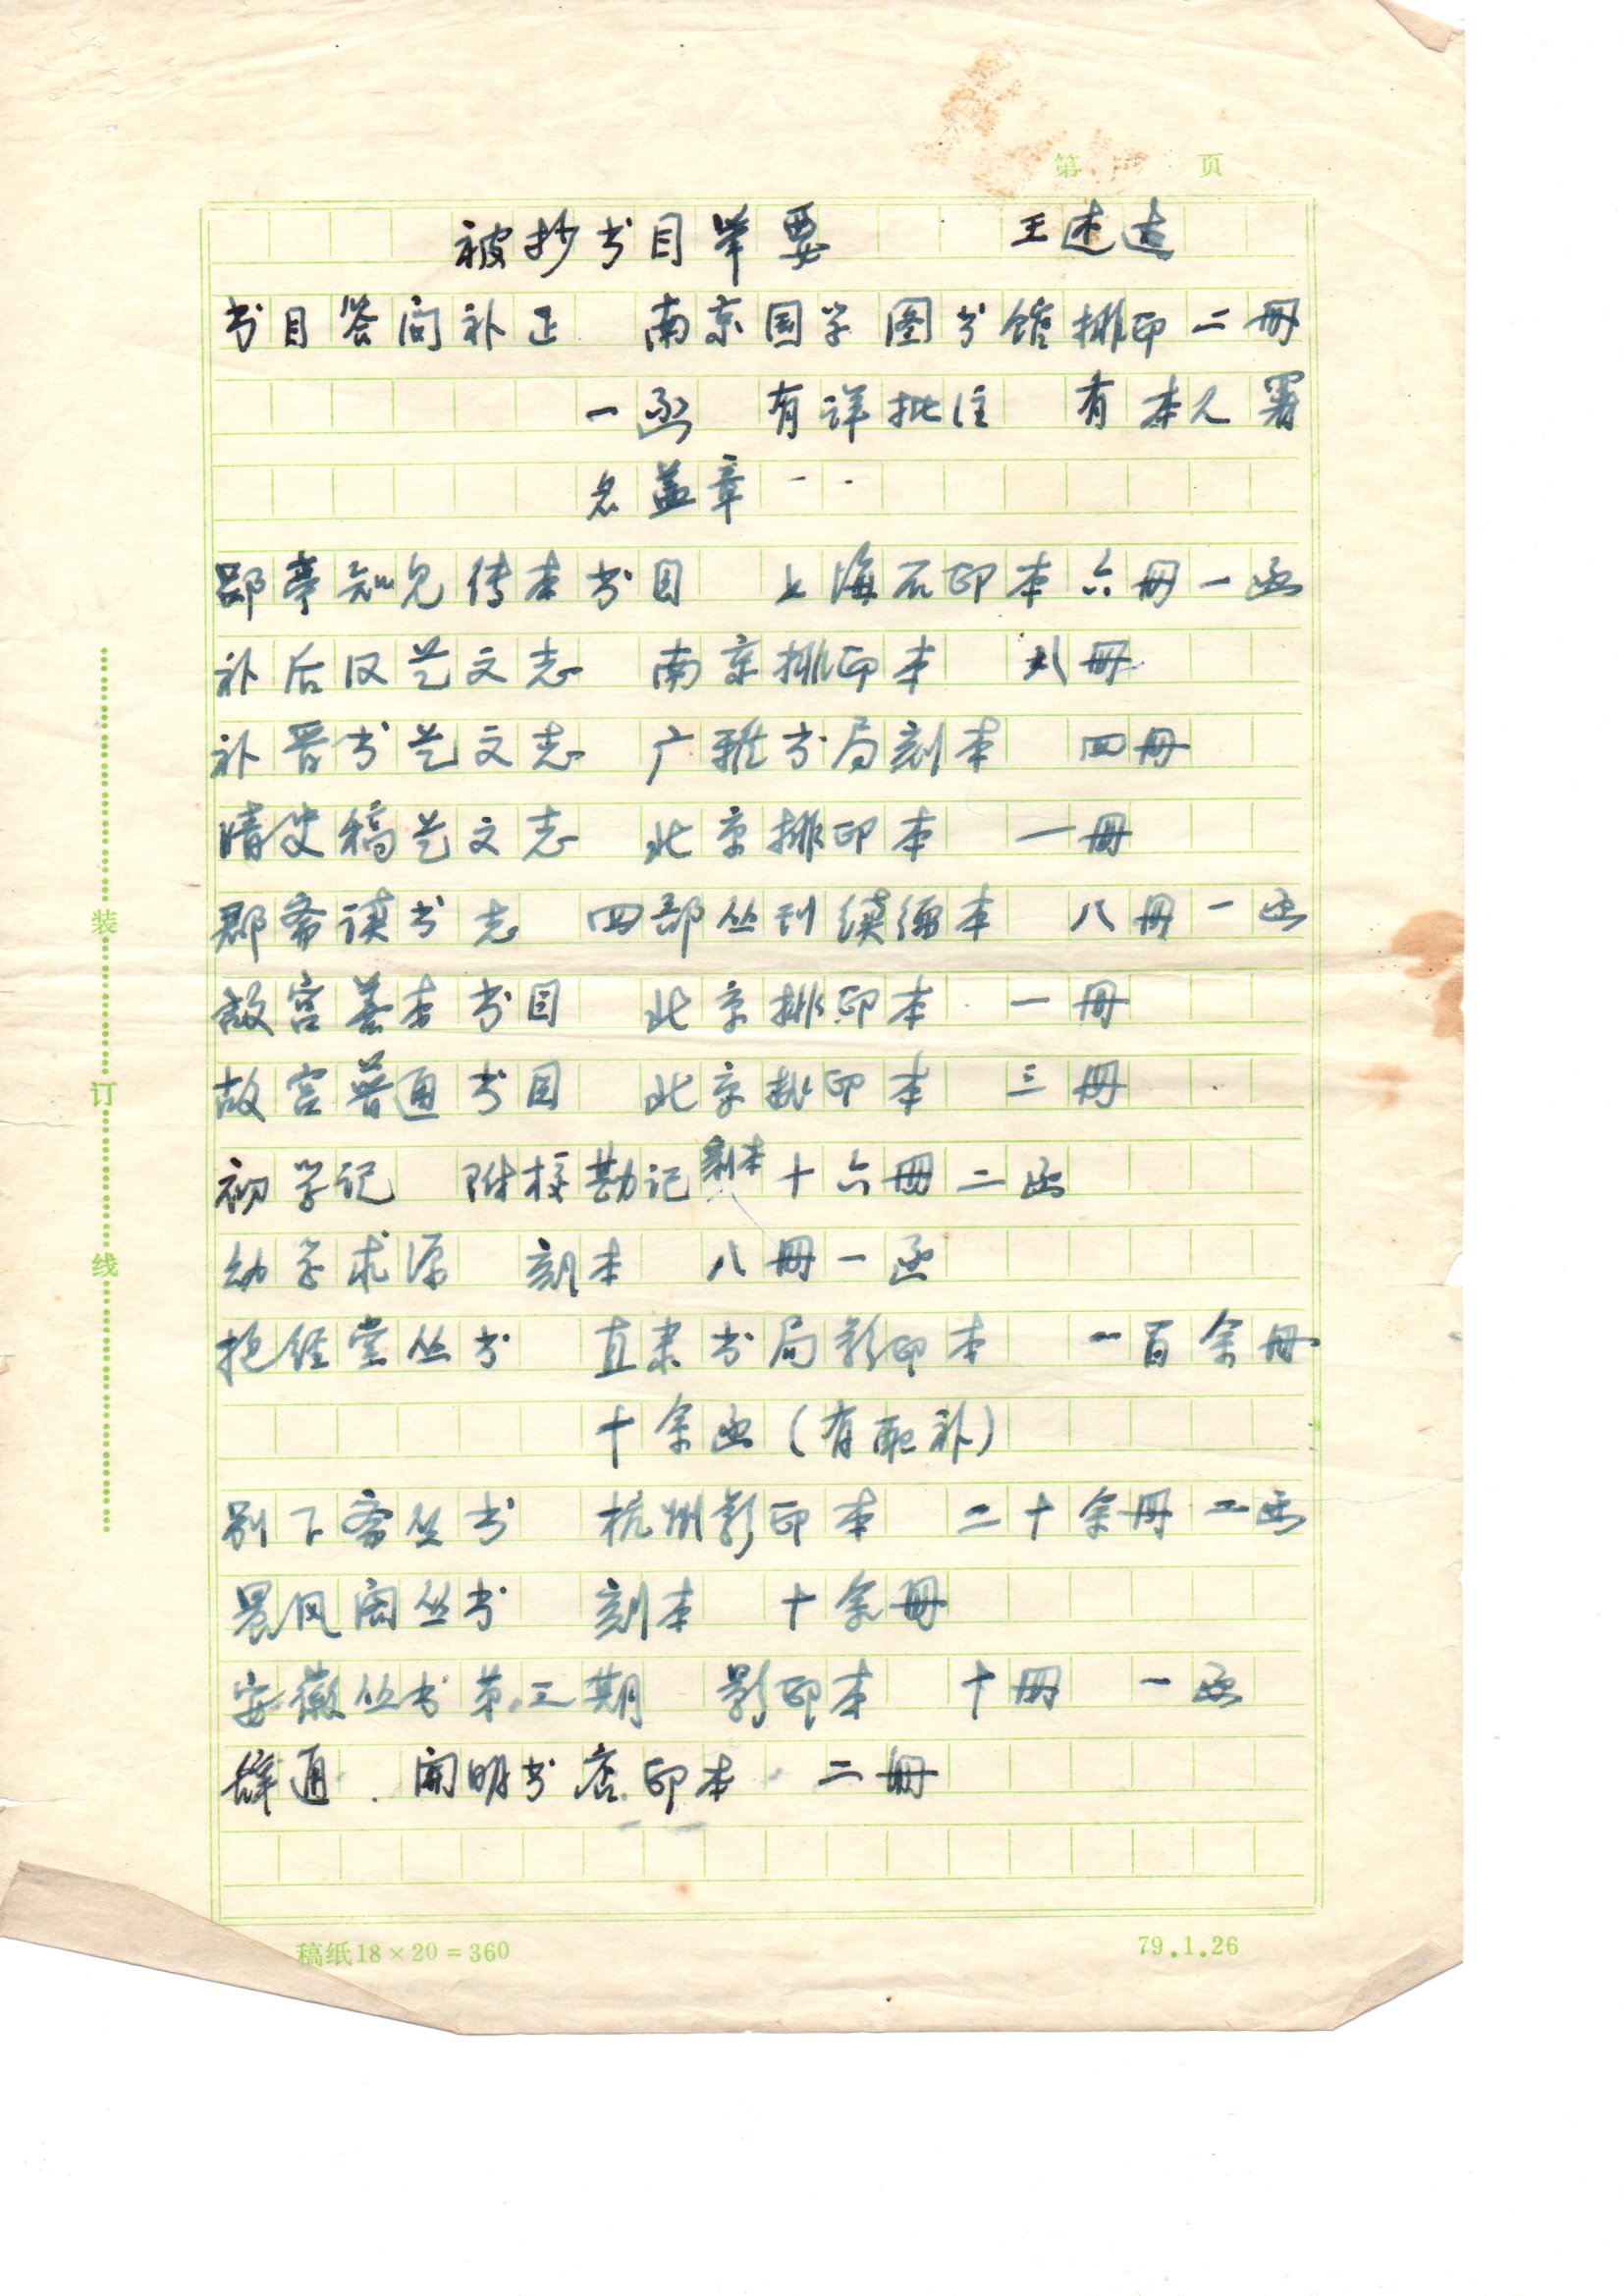 第 页
被抄书目举要 王述达
书目答问补正 南京国学图书馆排印二册
一函 有详批注 有本人署
名盖章
郘亭知见传本书目 上海石印本六册一函
补后汉艺文志 南京排印本 八册
补晋书艺文志 广雅书局刻本 四册
清史稿艺文志 北京排印本 一册
郡斋读书志 四部丛刊续编本 八册一函
故宫善本书目 北京排印本 一册
故宫普通书目 北京排印本 三册
初学记 附校勘记刻本十六册二函
幼学求源 刻本 八册一函
抱经堂丛书 直隶书局影印本 一百余册
十余函(有配补)
别下斋丛书 杭州影印本 二十余册二函
晨风阁丛书 刻本 十余册
安徽丛书第三期 影印本 十册 一函
辞通 开明书店印本 二册
装
订
线
稿纸18×20=360 79.1.26